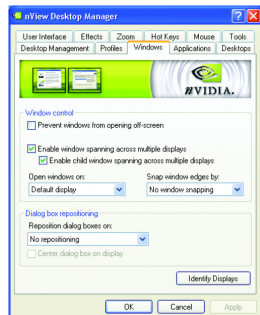 nView Desktop Manager
User Interface Effects Zoom Hot Keys Mouse Tools
Desktop Management Profiles Windows Applications Desktops
NVIDIA.
Window control
Prevent windows from opening off-screen
Enable window spanning across multiple displays
Enable child window spanning across multiple displays
Open windows on: Snap window edges by:
Default display No window snapping
Dialog box repositioning
Reposition dialog boxes on:
No repositioning
Center dialog box on display
Identify Displays
OK Cancel Apply